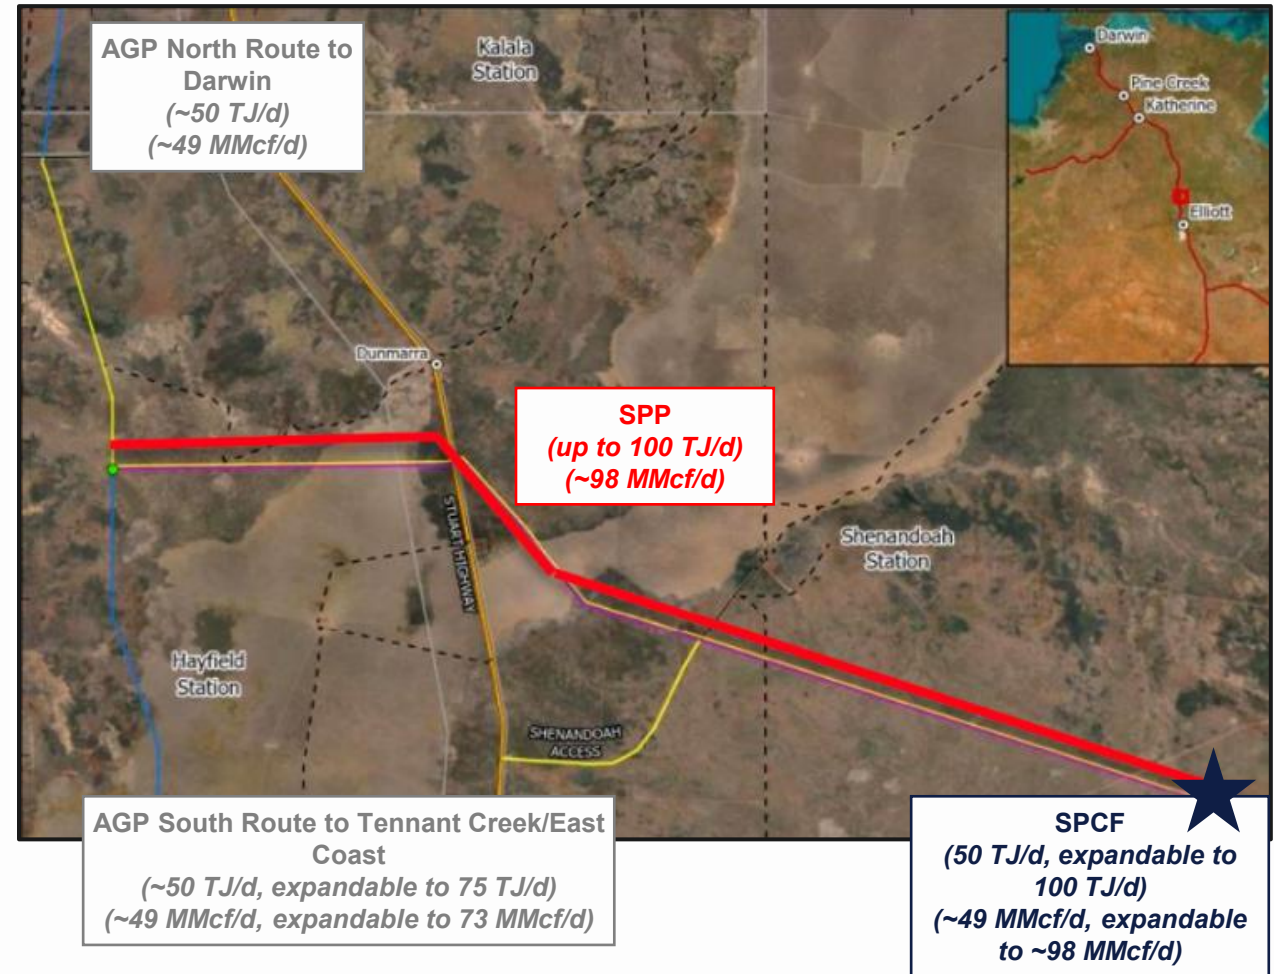 AGP North Route to
Darwin
(~50 TJ/d)
(~49 MMcf/d)
Kalala
Station
Darwin
Pine Creek
Katherine
Elliott
Dunmarra
SPP
(up to 100 TJ/d)
(~98 MMcf/d)
STUART HIGHWAY
Shenandoah
Station
Hayfield
Station
SHENANDOAH
ACCESS
AGP South Route to Tennant Creek/East
Coast
(~50 TJ/d, expandable to 75 TJ/d)
(~49 MMcf/d, expandable to 73 MMcf/d)
SPCF
(50 TJ/d, expandable to
100 TJ/d)
(~49 MMcf/d, expandable
to ~98 MMcf/d)